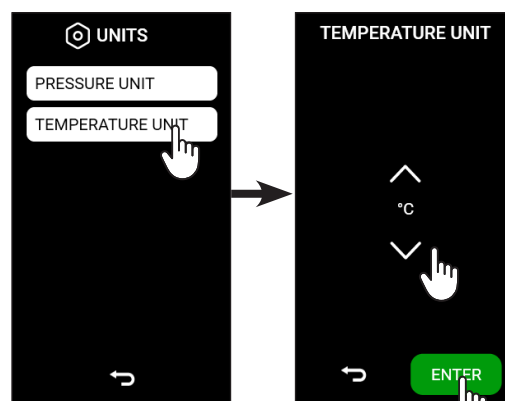 UNITS
PRESSURE UNIT
TEMPERATURE UNIT
TEMPERATURE UNIT
°C
ENTER